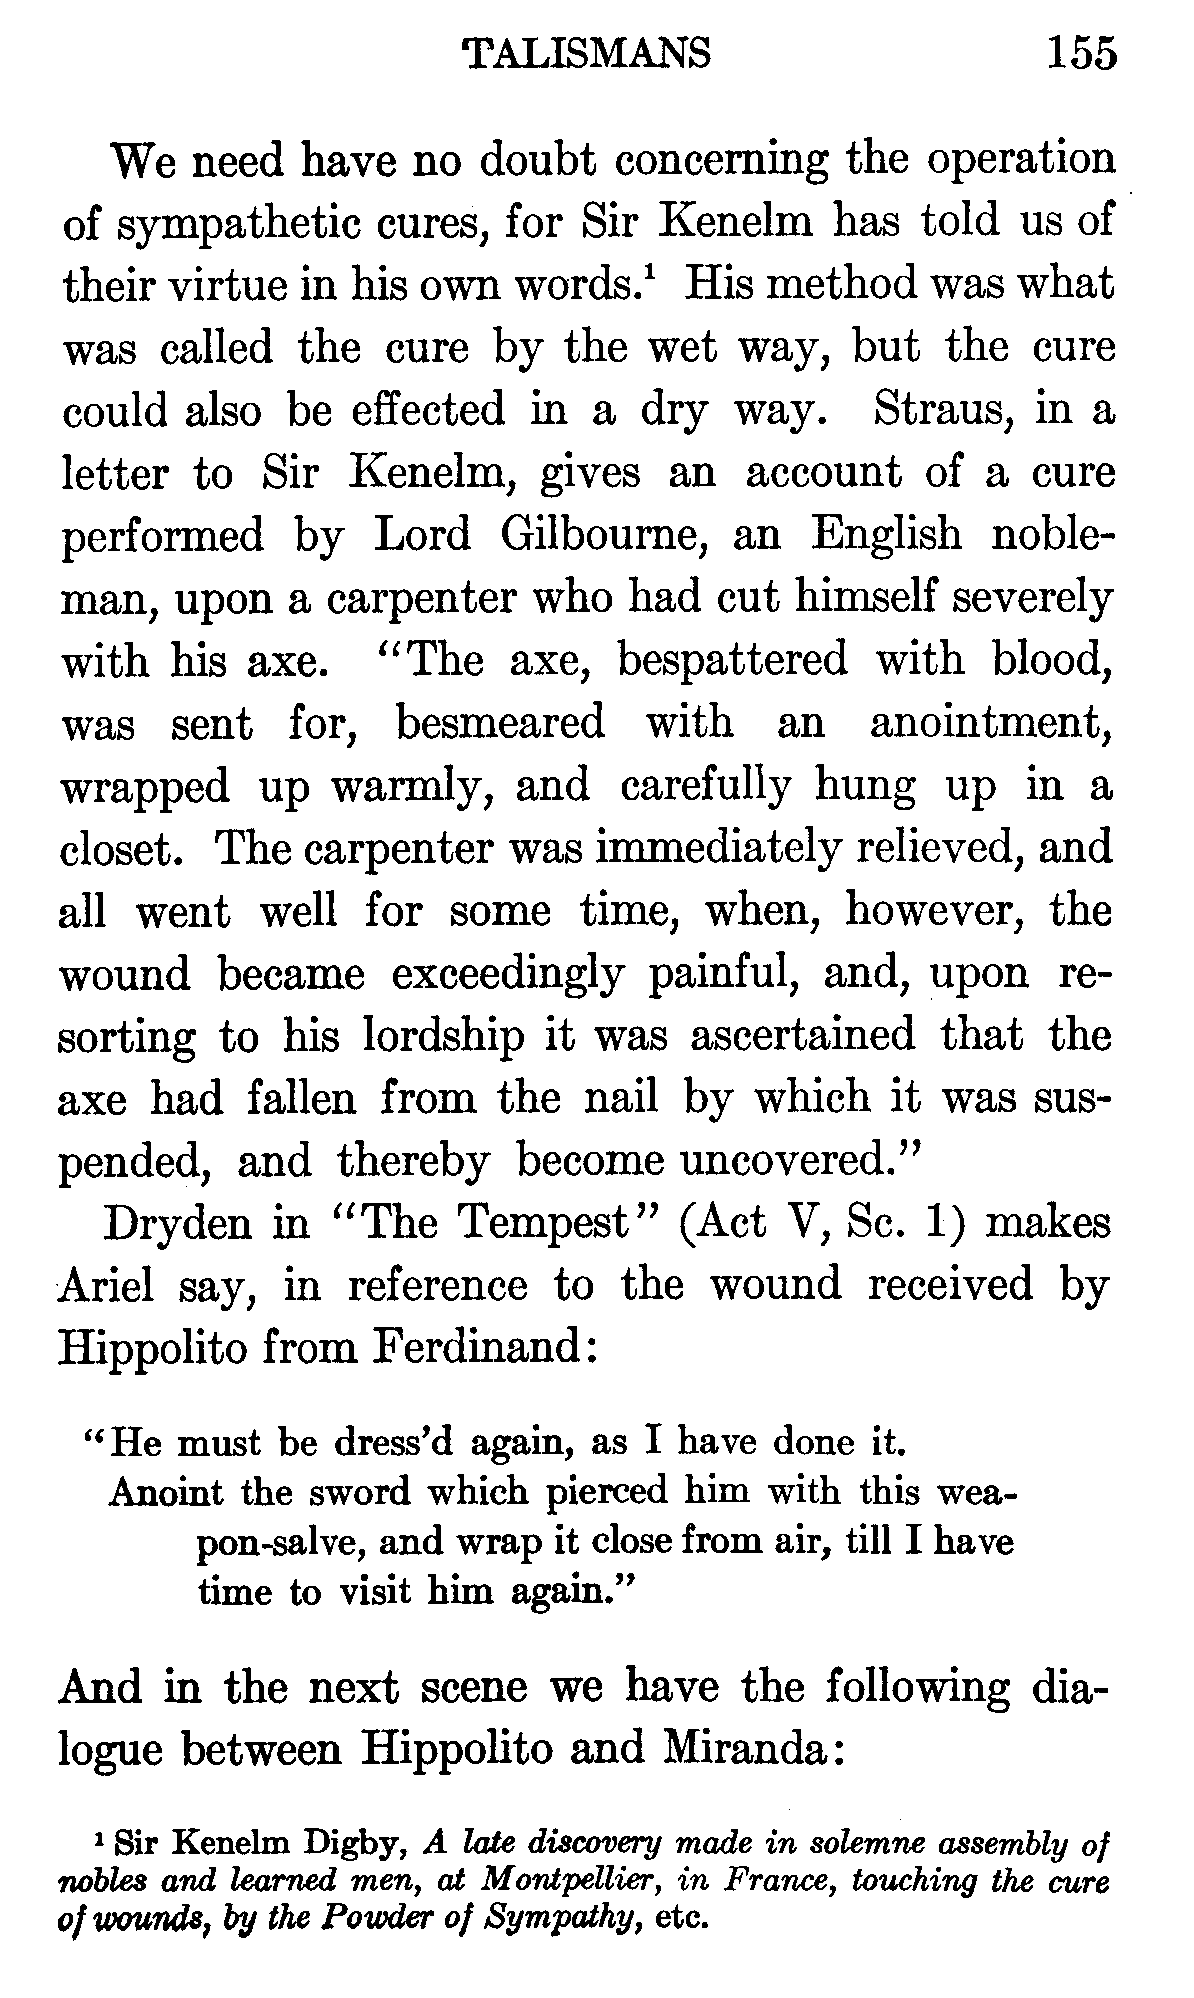 TALISMANS 155
We need have no doubt concerning the operation
of sympathetic cures, for Sir Kenelm has told us of
their virtue in his own words.¹ His method was what
was called the cure by the wet way, but the cure
could also be effected in a dry way. Straus, in a
letter to Sir Kenelm, gives an account of a cure
performed by Lord Gilbourne, an English noble-
man, upon a carpenter who had cut himself severely
with his axe. "The axe, bespattered with blood,
was sent for, besmeared with an anointment,
wrapped up warmly, and carefully hung up in a
closet. The carpenter was immediately relieved, and
all went well for some time, when, however, the
wound became exceedingly painful, and, upon re-
sorting to his lordship it was ascertained that the
axe had fallen from the nail by which it was sus-
pended, and thereby become uncovered."
Dryden in "The Tempest" (Act V, Sc. 1) makes
Ariel say, in reference to the wound received by
Hippolito from Ferdinand:
"He must be dress'd again, as I have done it.
Anoint the sword which pierced him with this wea-
pon-salve, and wrap it close from air, till I have
time to visit him again."
And in the next scene we have the following dia-
logue between Hippolito and Miranda:
¹ Sir Kenelm Digby, A late discovery made in solemne assembly of
nobles and learned men, at Montpellier, in France, touching the cure
of wounds, by the Powder of Sympathy, etc.